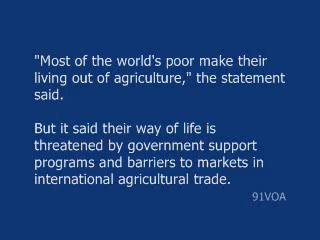 "Most of the world's poor make their
living out of agriculture," the statement
said.
But it said their way of life is
threatened by government support
programs and barriers to markets in
international agricultural trade.
91VOA